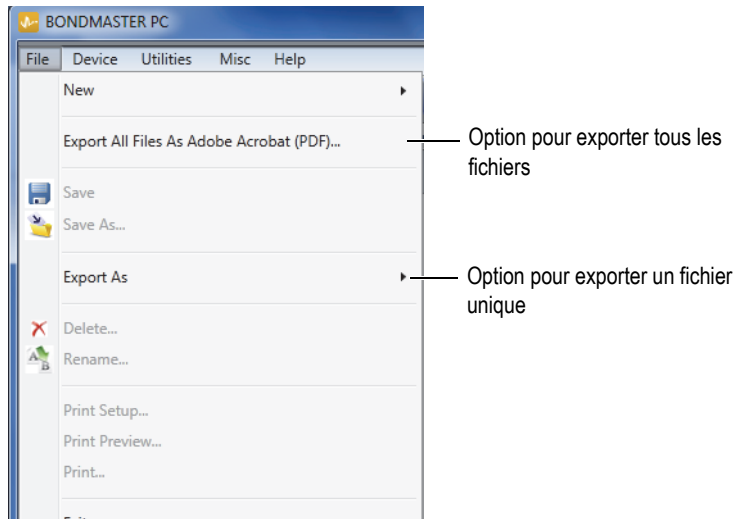 BONDMASTER PC
File Device Utilities Misc Help
New
Export All Files As Adobe Acrobat (PDF)...
Option pour exporter tous les
fichiers
Save
Save As...
Export As
Option pour exporter un fichier
unique
Delete...
Rename...
Print Setup...
Print Preview...
Print...